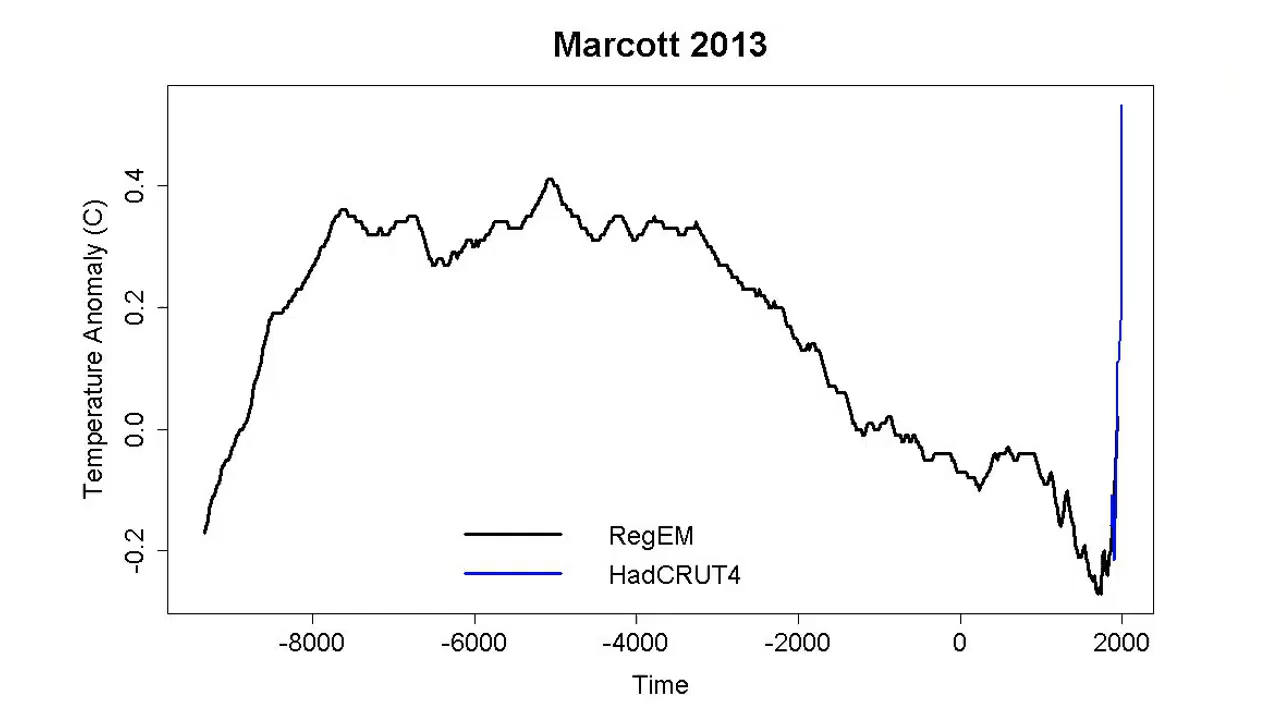 Marcott 2013
Temperature Anomaly (C)
0.4
0.2
0.0
-0.2
RegEM
HadCRUT4
-8000 -6000 -4000 -2000 0 2000
Time